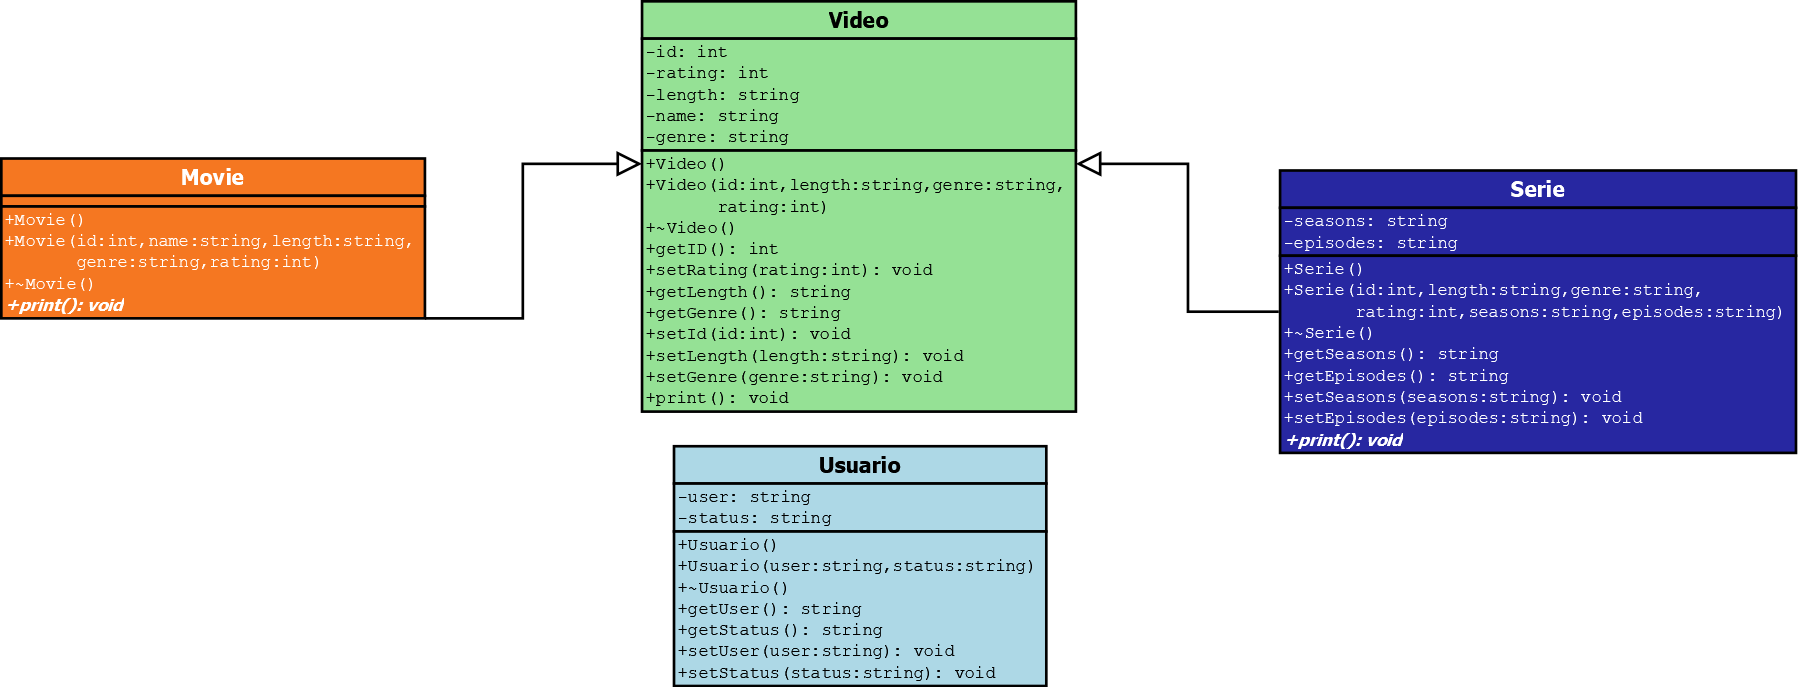 Video
-id: int
-rating: int
-length: string
-name: string
-genre: string
+Video()
+Video(id:int,length:string,genre:string,
rating:int)
+~Video()
+getID(): int
+setRating(rating:int): void
+getLength(): string
+getGenre(): string
+setId(id:int): void
+setLength(length:string): void
+setGenre(genre:string): void
+print(): void
Movie
+Movie()
+Movie(id:int,name:string,length:string,
genre:string,rating:int)
+~Movie()
+print(): void
Serie
-seasons: string
-episodes: string
+Serie()
+Serie(id:int,length:string,genre:string,
rating:int,seasons:string,episodes:string)
+~Serie()
+getSeasons(): string
+getEpisodes(): string
+setSeasons(seasons:string): void
+setEpisodes(episodes:string): void
+print(): void
Usuario
-user: string
-status: string
+Usuario()
+Usuario(user:string,status:string)
+~Usuario()
+getUser(): string
+getStatus(): string
+setUser(user:string): void
+setStatus(status:string): void